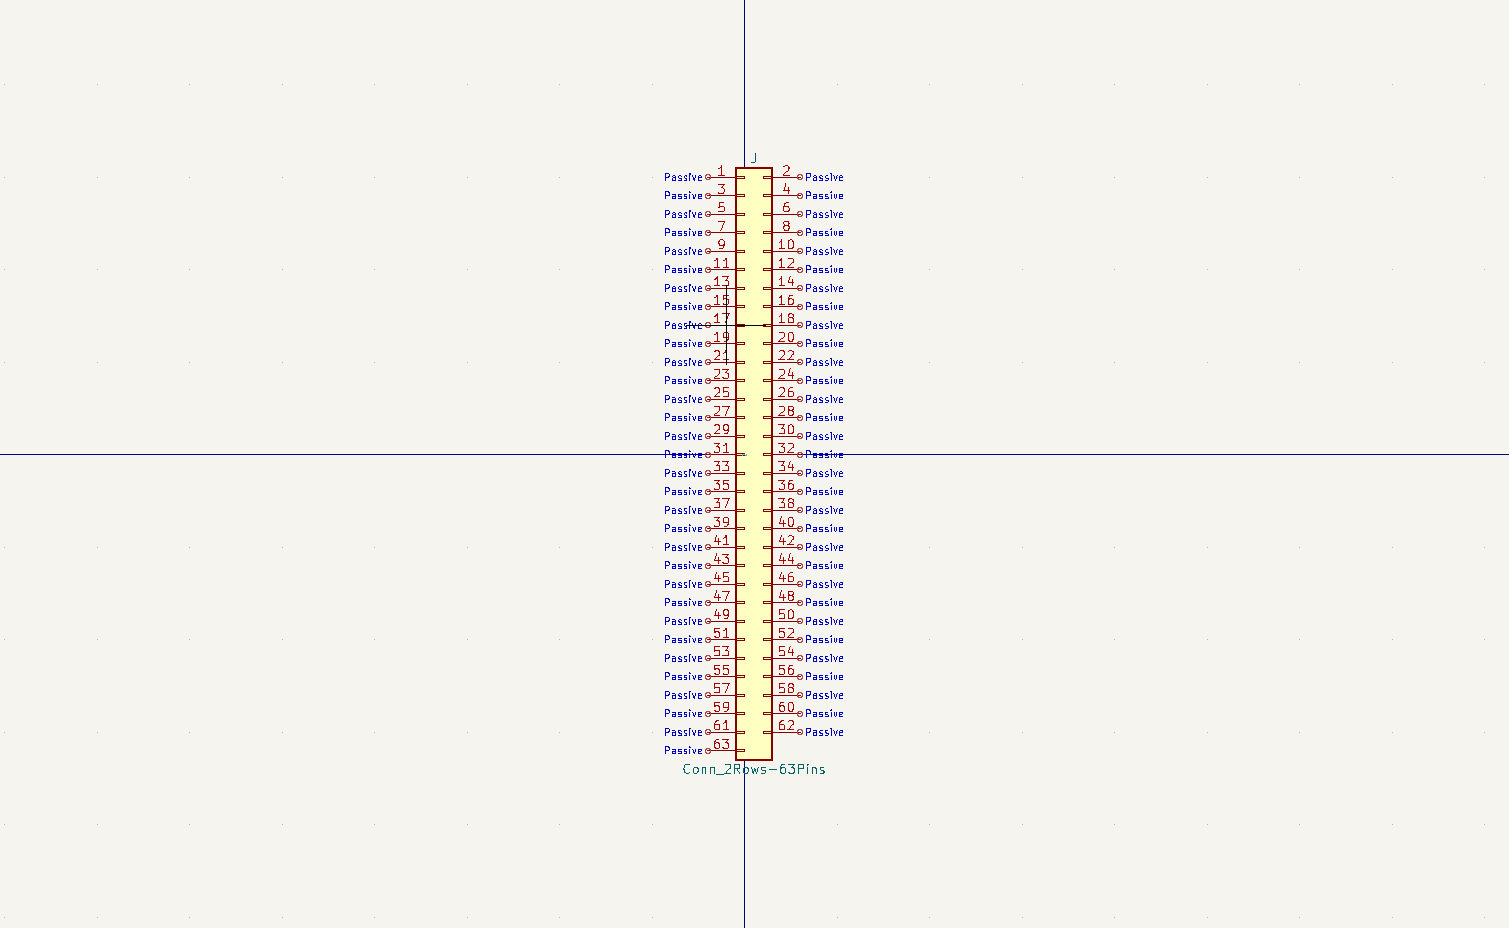 J
Passive 1 2 Passive
Passive 3 4 Passive
Passive 5 6 Passive
Passive 7 8 Passive
Passive 9 10 Passive
Passive 11 12 Passive
Passive 13 14 Passive
Passive 15 16 Passive
Passive 17 18 Passive
Passive 19 20 Passive
Passive 21 22 Passive
Passive 23 24 Passive
Passive 25 26 Passive
Passive 27 28 Passive
Passive 29 30 Passive
Passive 31 32 Passive
Passive 33 34 Passive
Passive 35 36 Passive
Passive 37 38 Passive
Passive 39 40 Passive
Passive 41 42 Passive
Passive 43 44 Passive
Passive 45 46 Passive
Passive 47 48 Passive
Passive 49 50 Passive
Passive 51 52 Passive
Passive 53 54 Passive
Passive 55 56 Passive
Passive 57 58 Passive
Passive 59 60 Passive
Passive 61 62 Passive
Passive 63
Conn_2Rows-63Pins